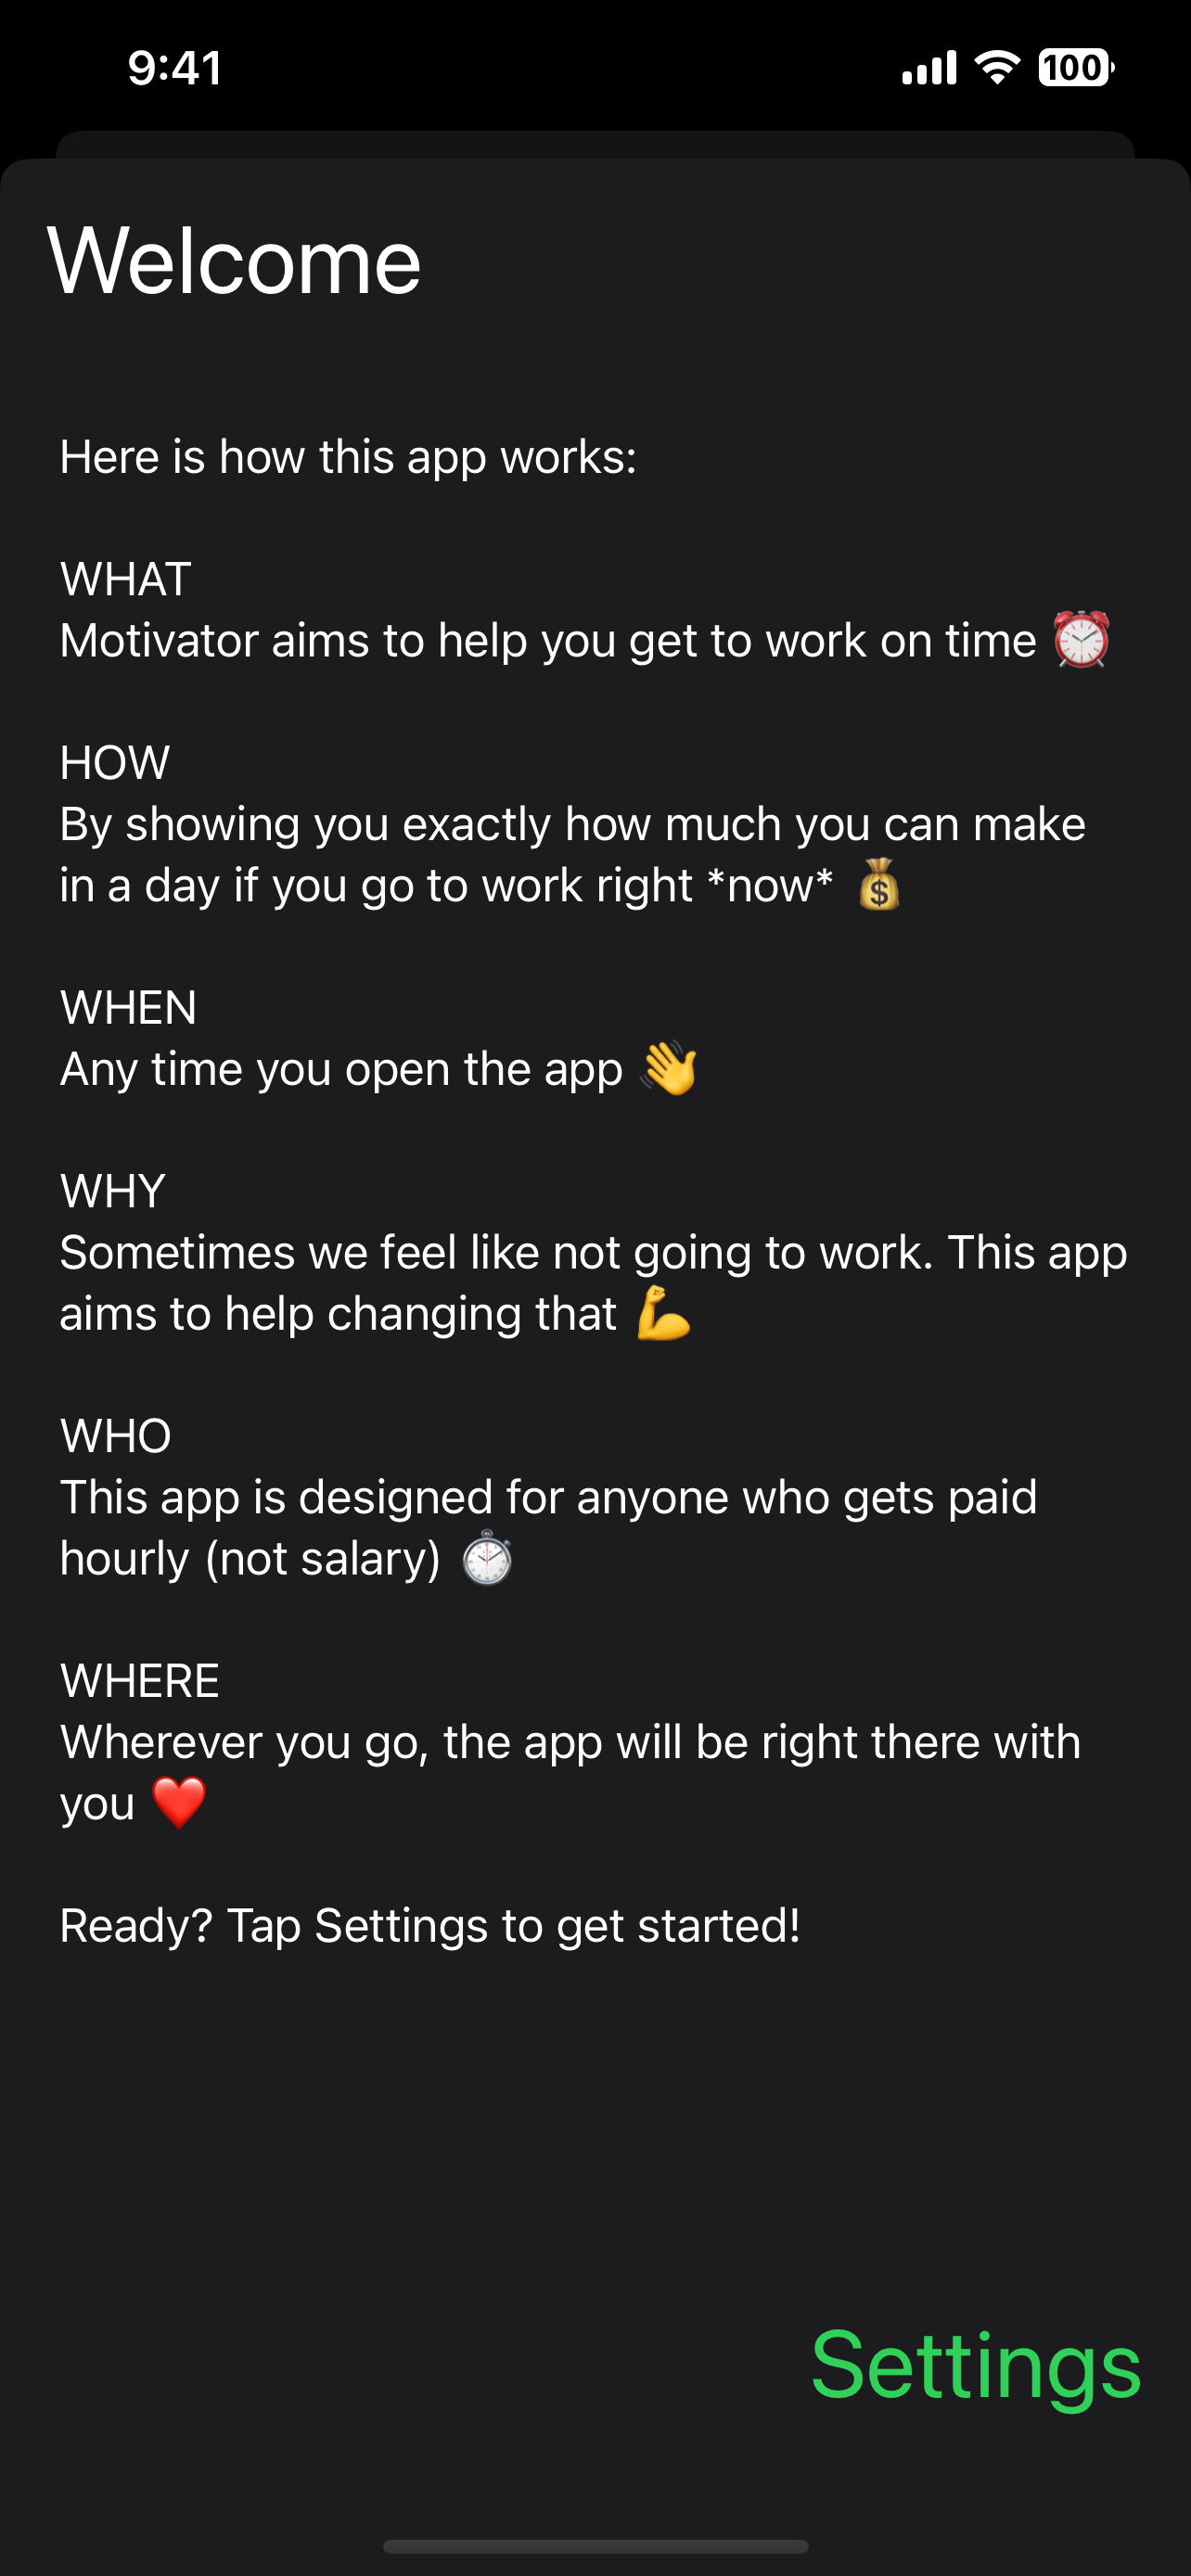 9:41
100
Welcome
Here is how this app works:
WHAT
Motivator aims to help you get to work on time ⏰
HOW
By showing you exactly how much you can make
in a day if you go to work right *now* 💰
WHEN
Any time you open the app 👋
WHY
Sometimes we feel like not going to work. This app
aims to help changing that 💪
WHO
This app is designed for anyone who gets paid
hourly (not salary) ⏱️
WHERE
Wherever you go, the app will be right there with
you ❤️
Ready? Tap Settings to get started!
Settings